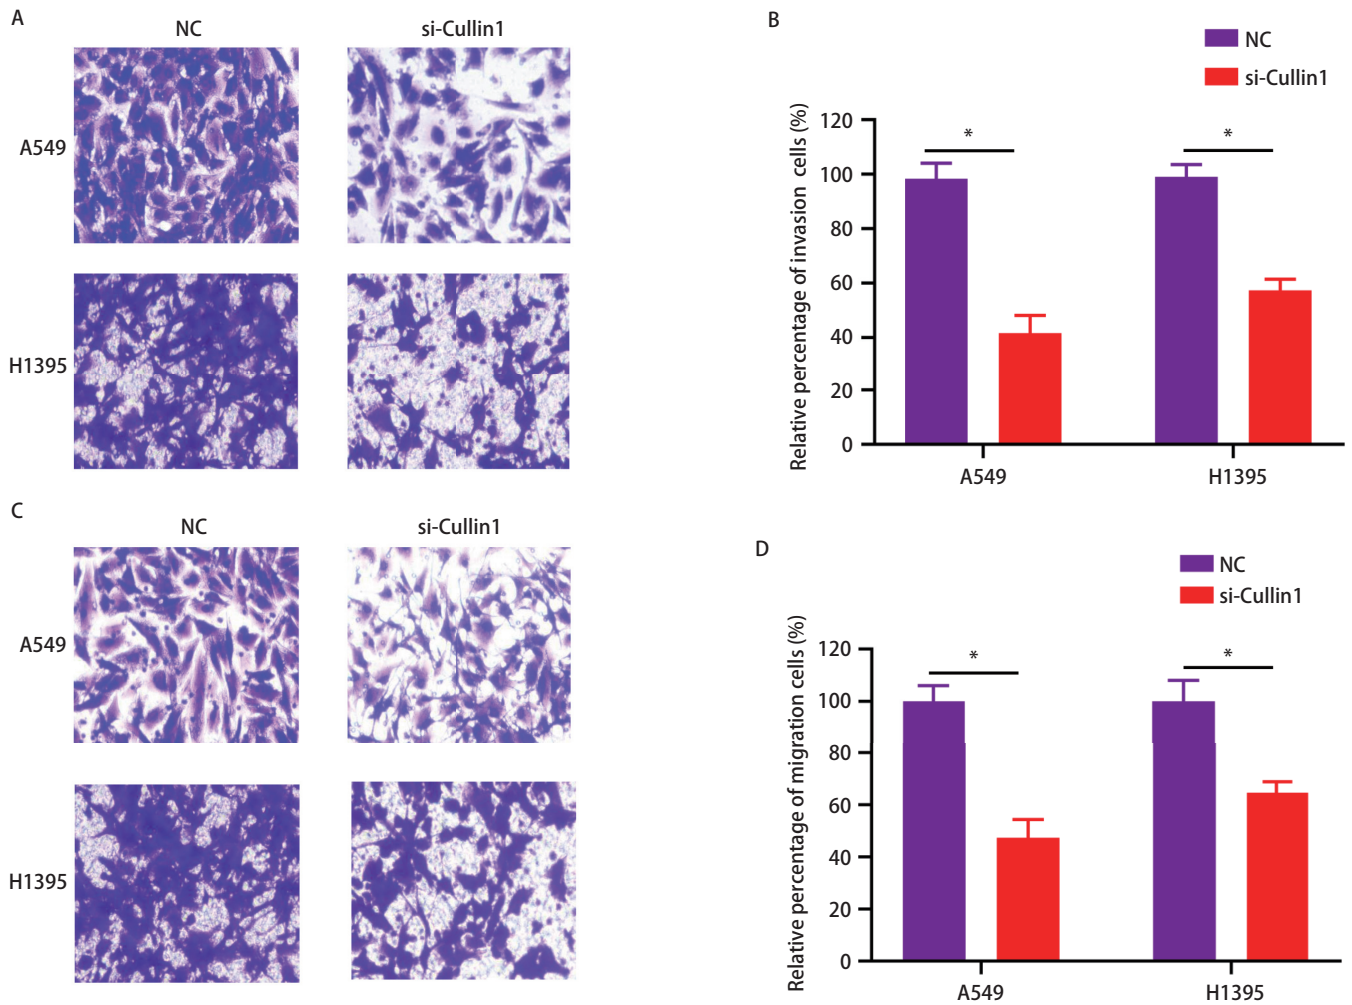 A
NC
si-Cullin1
A549
H1395
B
NC
si-Cullin1
Relative percentage of invasion cells (%)
120
100
80
60
40
20
0
*
*
A549
H1395
C
NC
si-Cullin1
A549
H1395
D
NC
si-Cullin1
Relative percentage of migration cells (%)
120
100
80
60
40
20
0
*
*
A549
H1395